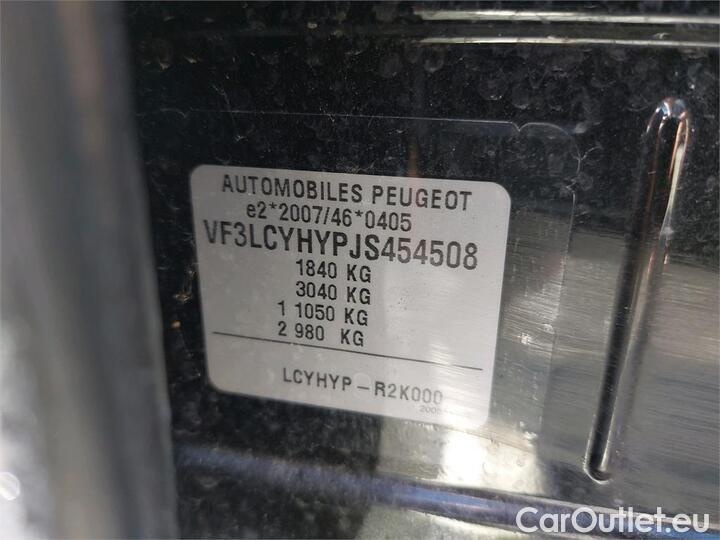 AUTOMOBILES PEUGEOT
e2*2007/46*0405
VF3LCYHYPJS454508
1840 KG
3040 KG
1 1050 KG
2 980 KG
LCYHYP-R2K000
CarOutlet.eu